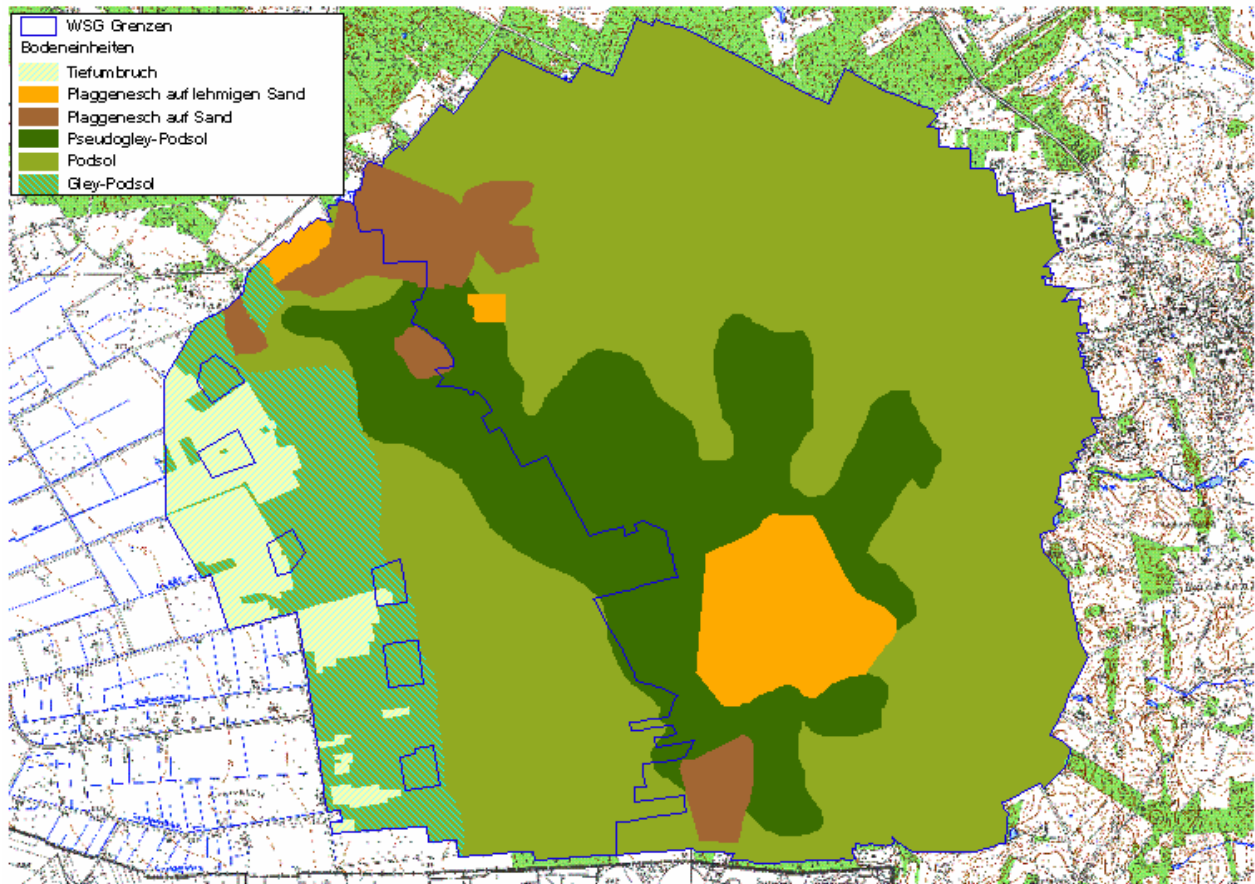 WSG Grenzen
Bodeneinheiten
Tiefumbruch
Plaggenesch auf lehmigen Sand
Plaggenesch auf Sand
Pseudogley-Podsol
Podsol
Gley-Podsol